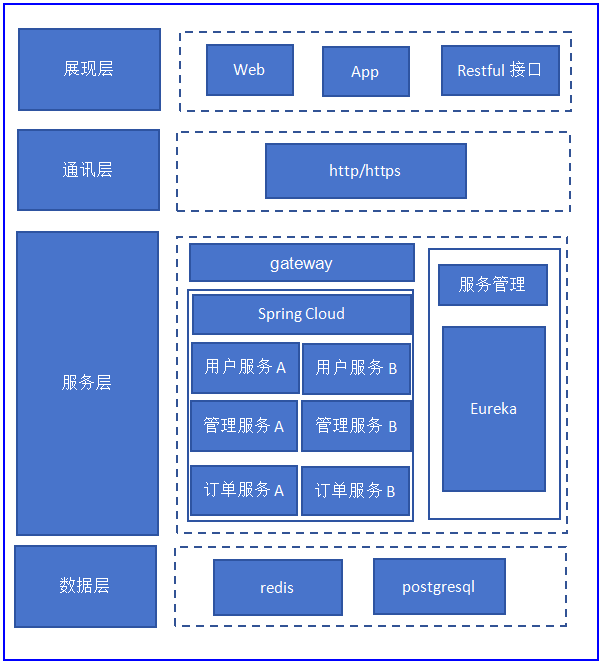 展现层
Web
App
Restful 接口
通讯层
http/https
服务层
gateway
Spring Cloud
用户服务 A
用户服务 B
管理服务 A
管理服务 B
订单服务 A
订单服务 B
服务管理
Eureka
数据层
redis
postgresql